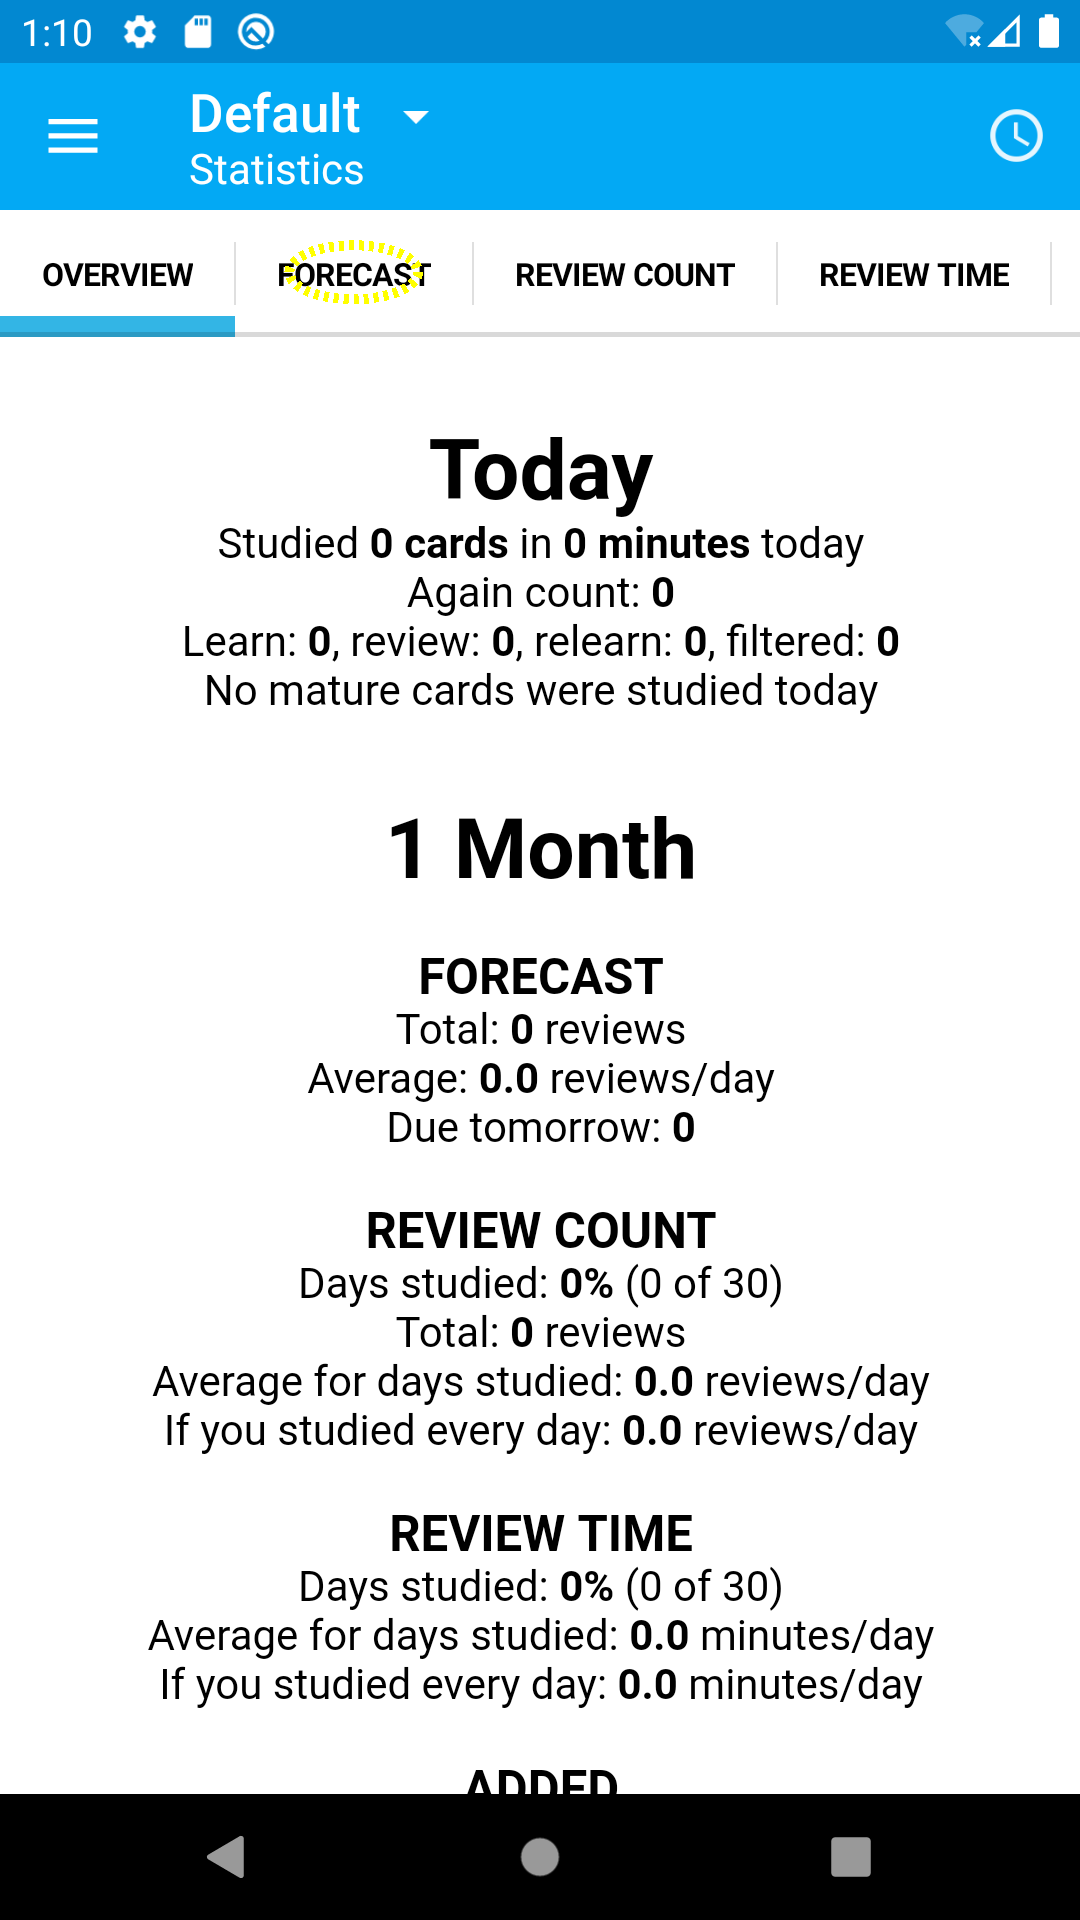 1:10
Default
Statistics
OVERVIEW FORECAST REVIEW COUNT REVIEW TIME
Today
Studied 0 cards in 0 minutes today
Again count: 0
Learn: 0, review: 0, relearn: 0, filtered: 0
No mature cards were studied today
1 Month
FORECAST
Total: 0 reviews
Average: 0.0 reviews/day
Due tomorrow: 0
REVIEW COUNT
Days studied: 0% (0 of 30)
Total: 0 reviews
Average for days studied: 0.0 reviews/day
If you studied every day: 0.0 reviews/day
REVIEW TIME
Days studied: 0% (0 of 30)
Average for days studied: 0.0 minutes/day
If you studied every day: 0.0 minutes/day
ADDED